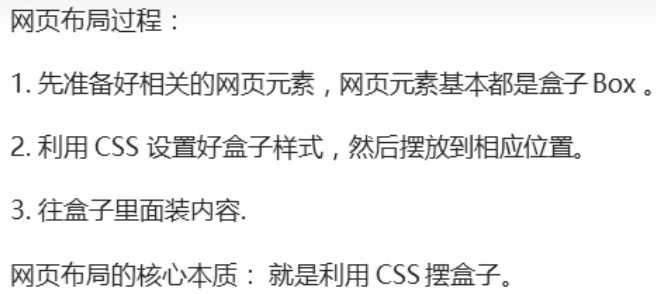 网页布局过程：
1. 先准备好相关的网页元素，网页元素基本都是盒子 Box 。
2. 利用 CSS 设置好盒子样式，然后摆放到相应位置。
3. 往盒子里面装内容.
网页布局的核心本质： 就是利用 CSS 摆盒子。